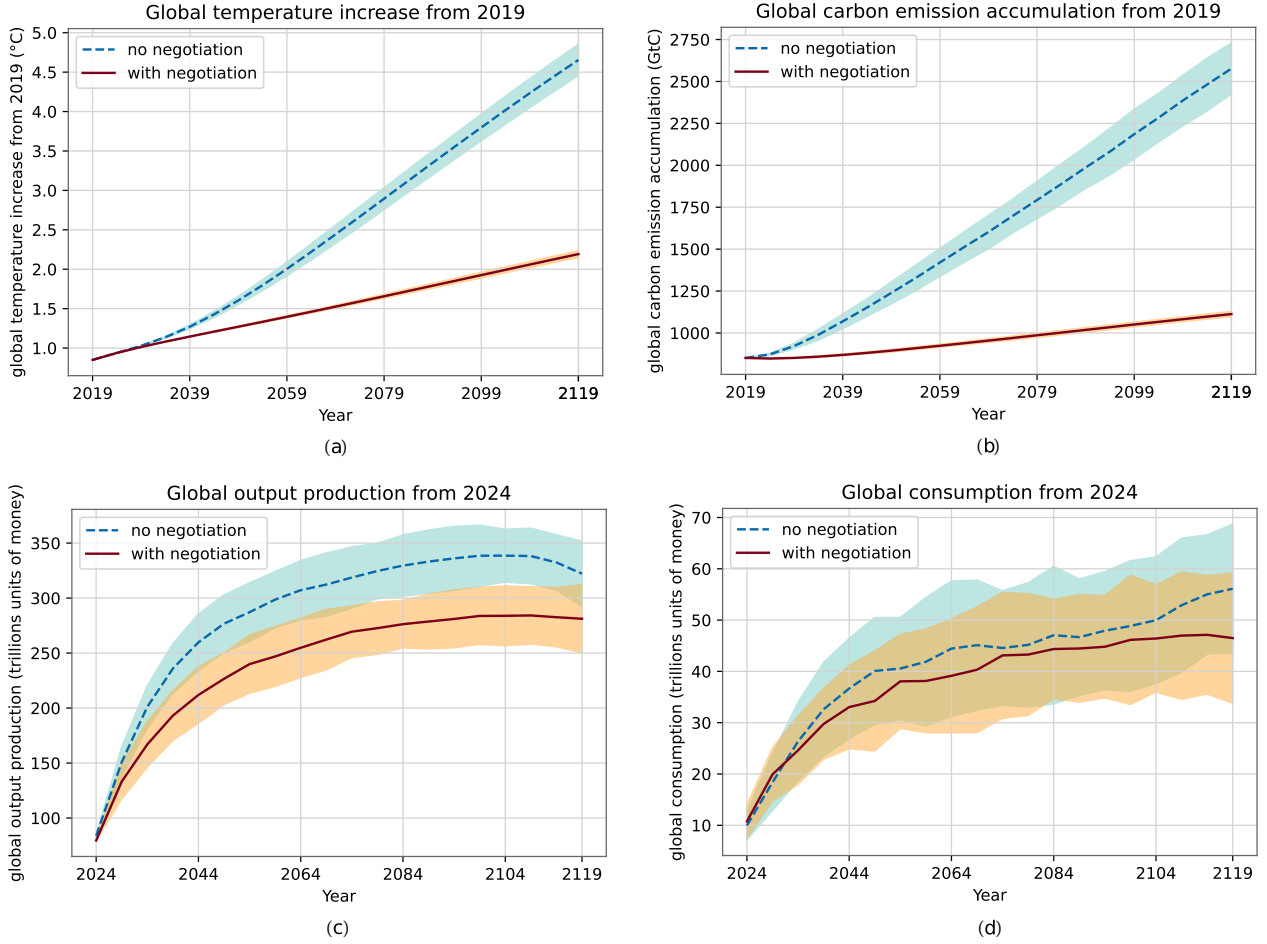 Global temperature increase from 2019
global temperature increase from 2019 (°C)
5.0
4.5
4.0
3.5
3.0
2.5
2.0
1.5
1.0
no negotiation
with negotiation
2019 2039 2059 2079 2099 2119
Year
(a)
Global carbon emission accumulation from 2019
global carbon emission accumulation (GtC)
2750
2500
2250
2000
1750
1500
1250
1000
no negotiation
with negotiation
2019 2039 2059 2079 2099 2119
Year
(b)
Global output production from 2024
global output production (trillions units of money)
350
300
250
200
150
100
no negotiation
with negotiation
2024 2044 2064 2084 2104 2119
Year
(c)
Global consumption from 2024
global consumption (trillions units of money)
70
60
50
40
30
20
10
no negotiation
with negotiation
2024 2044 2064 2084 2104 2119
Year
(d)